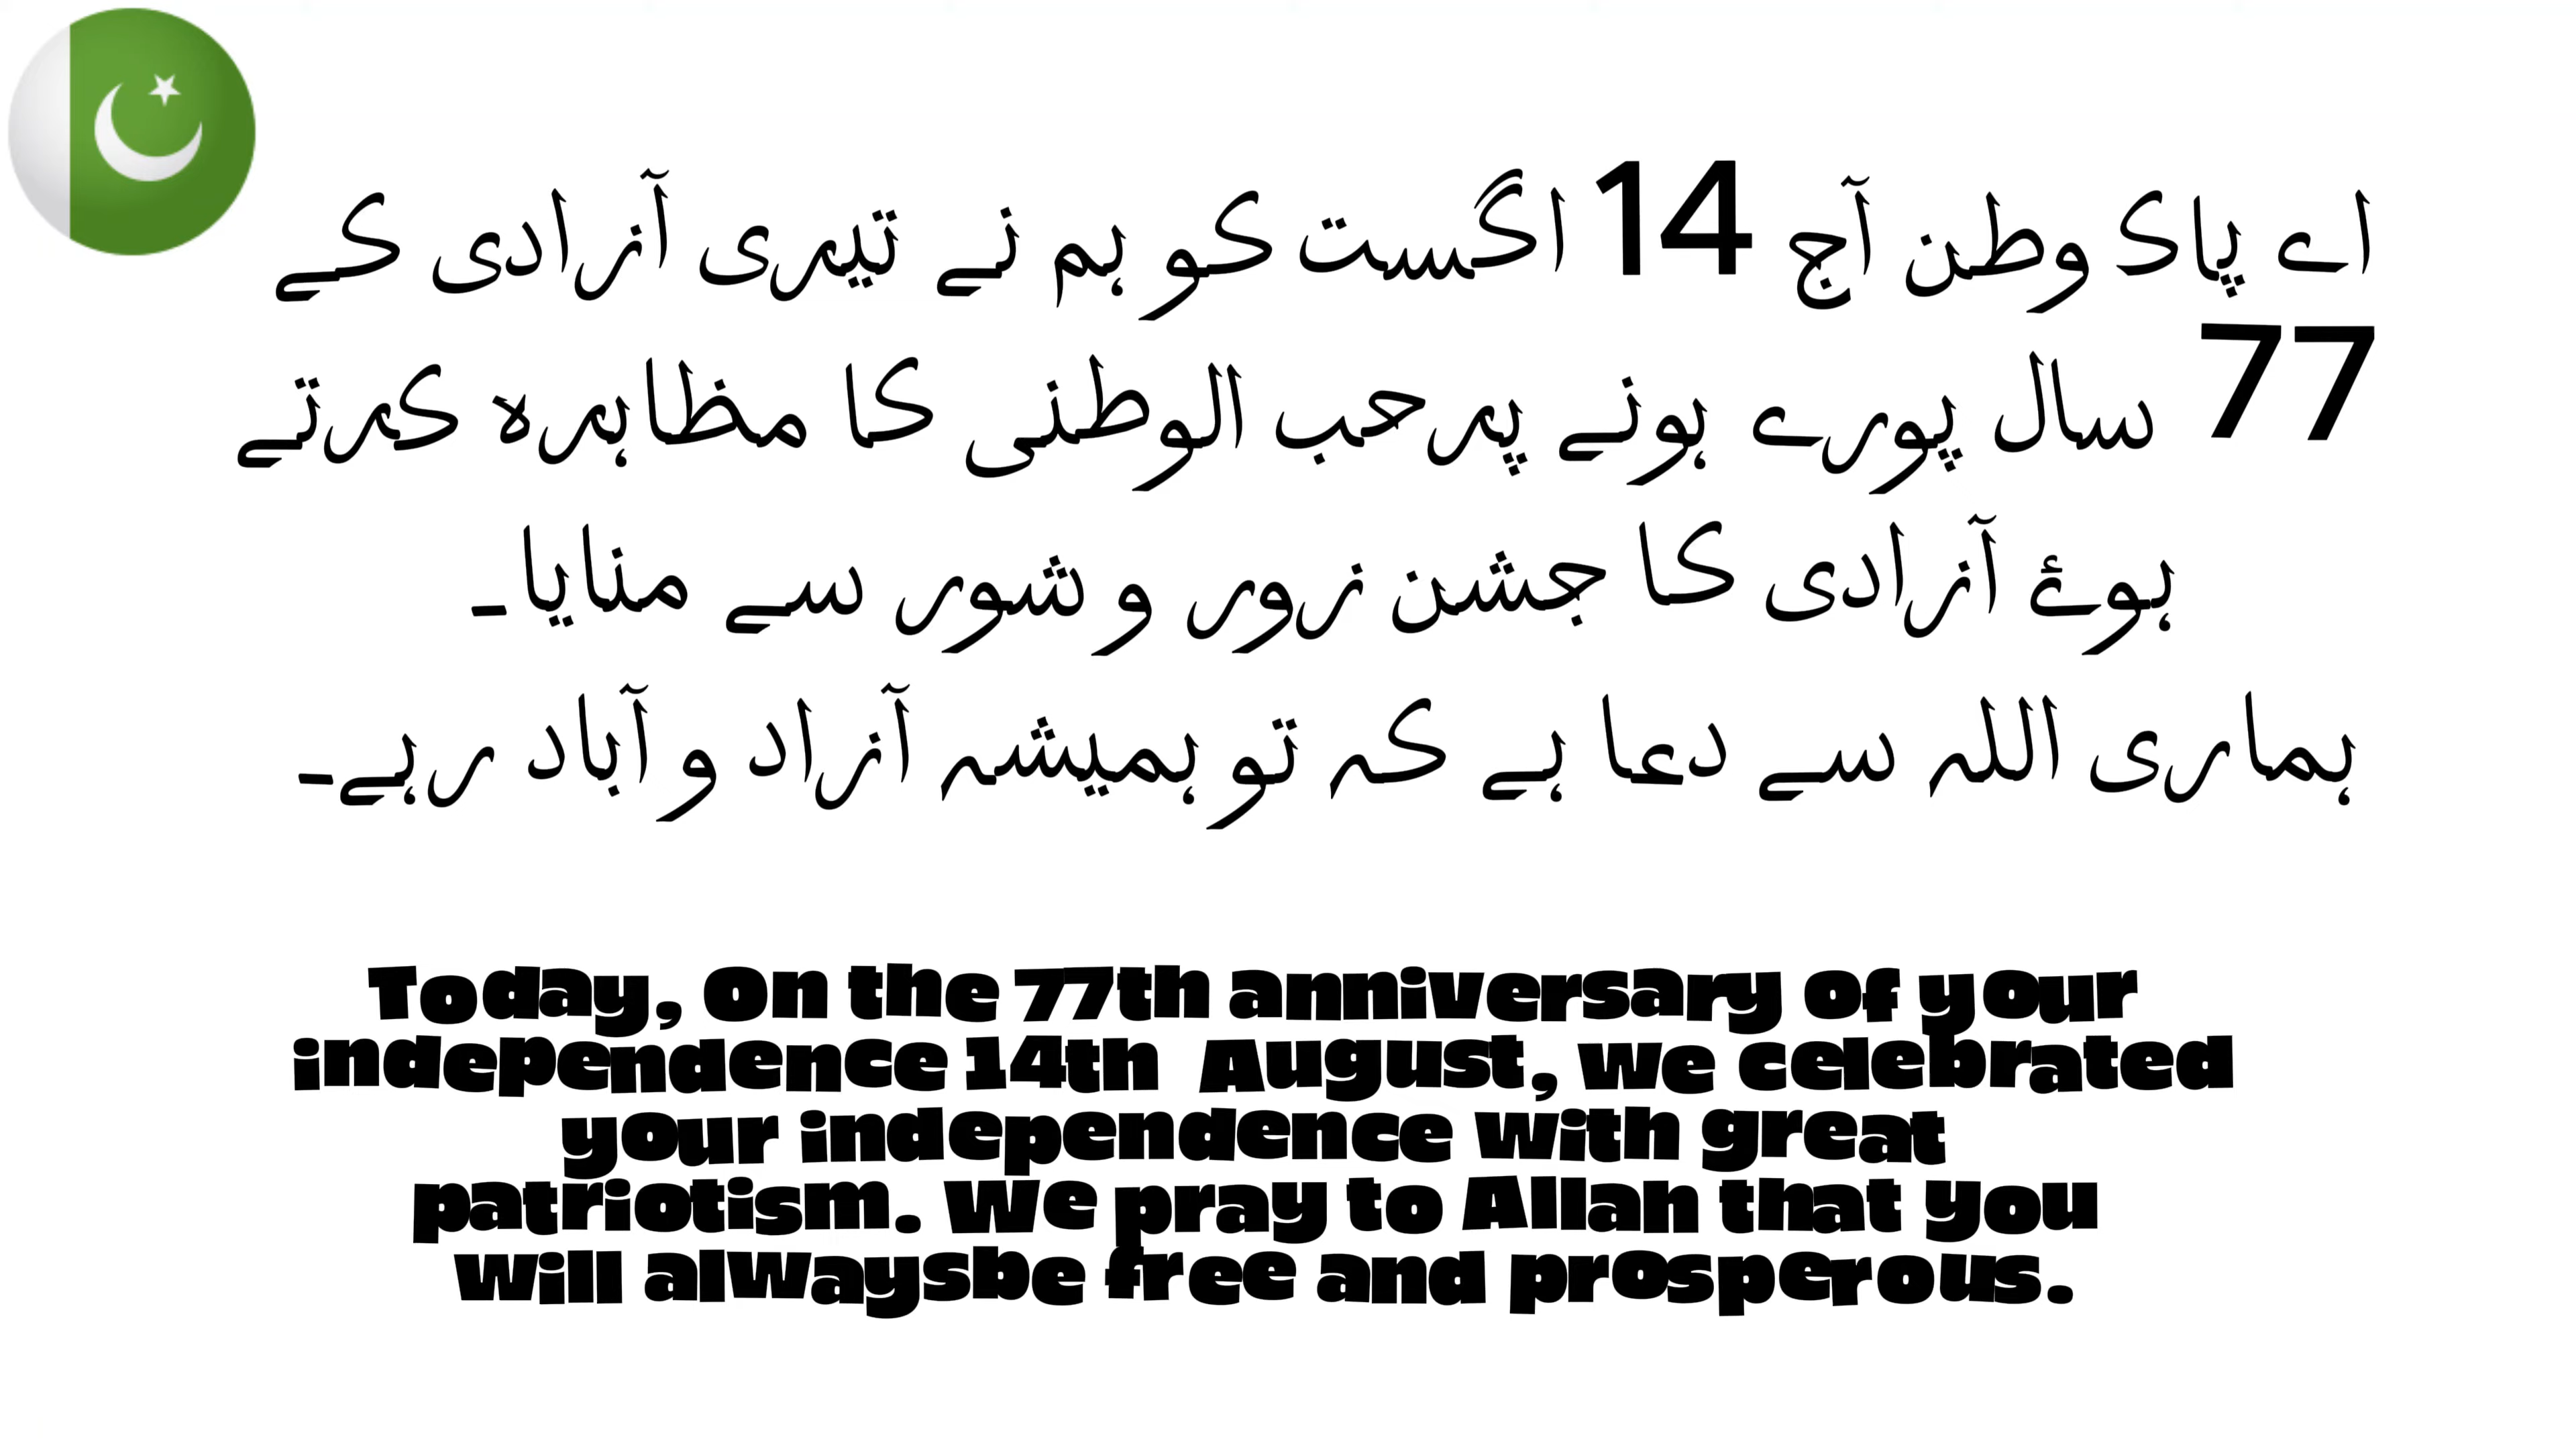 اے پاک وطن آج 14 اگست کو ہم نے تیری آزادی کے
77 سال پورے ہونے پر حب الوطنی کا مظاہرہ کرتے
ہوئے آزادی کا جشن زور و شور سے منایا۔
ہماری اللہ سے دعا ہے کہ تو ہمیشہ آزاد و آباد رہے۔
Today, On the 77th anniversary of your
independence 14th August, we celebrated
your independence with great
patriotism. We pray to Allah that you
will alwaysbe free and prosperous.